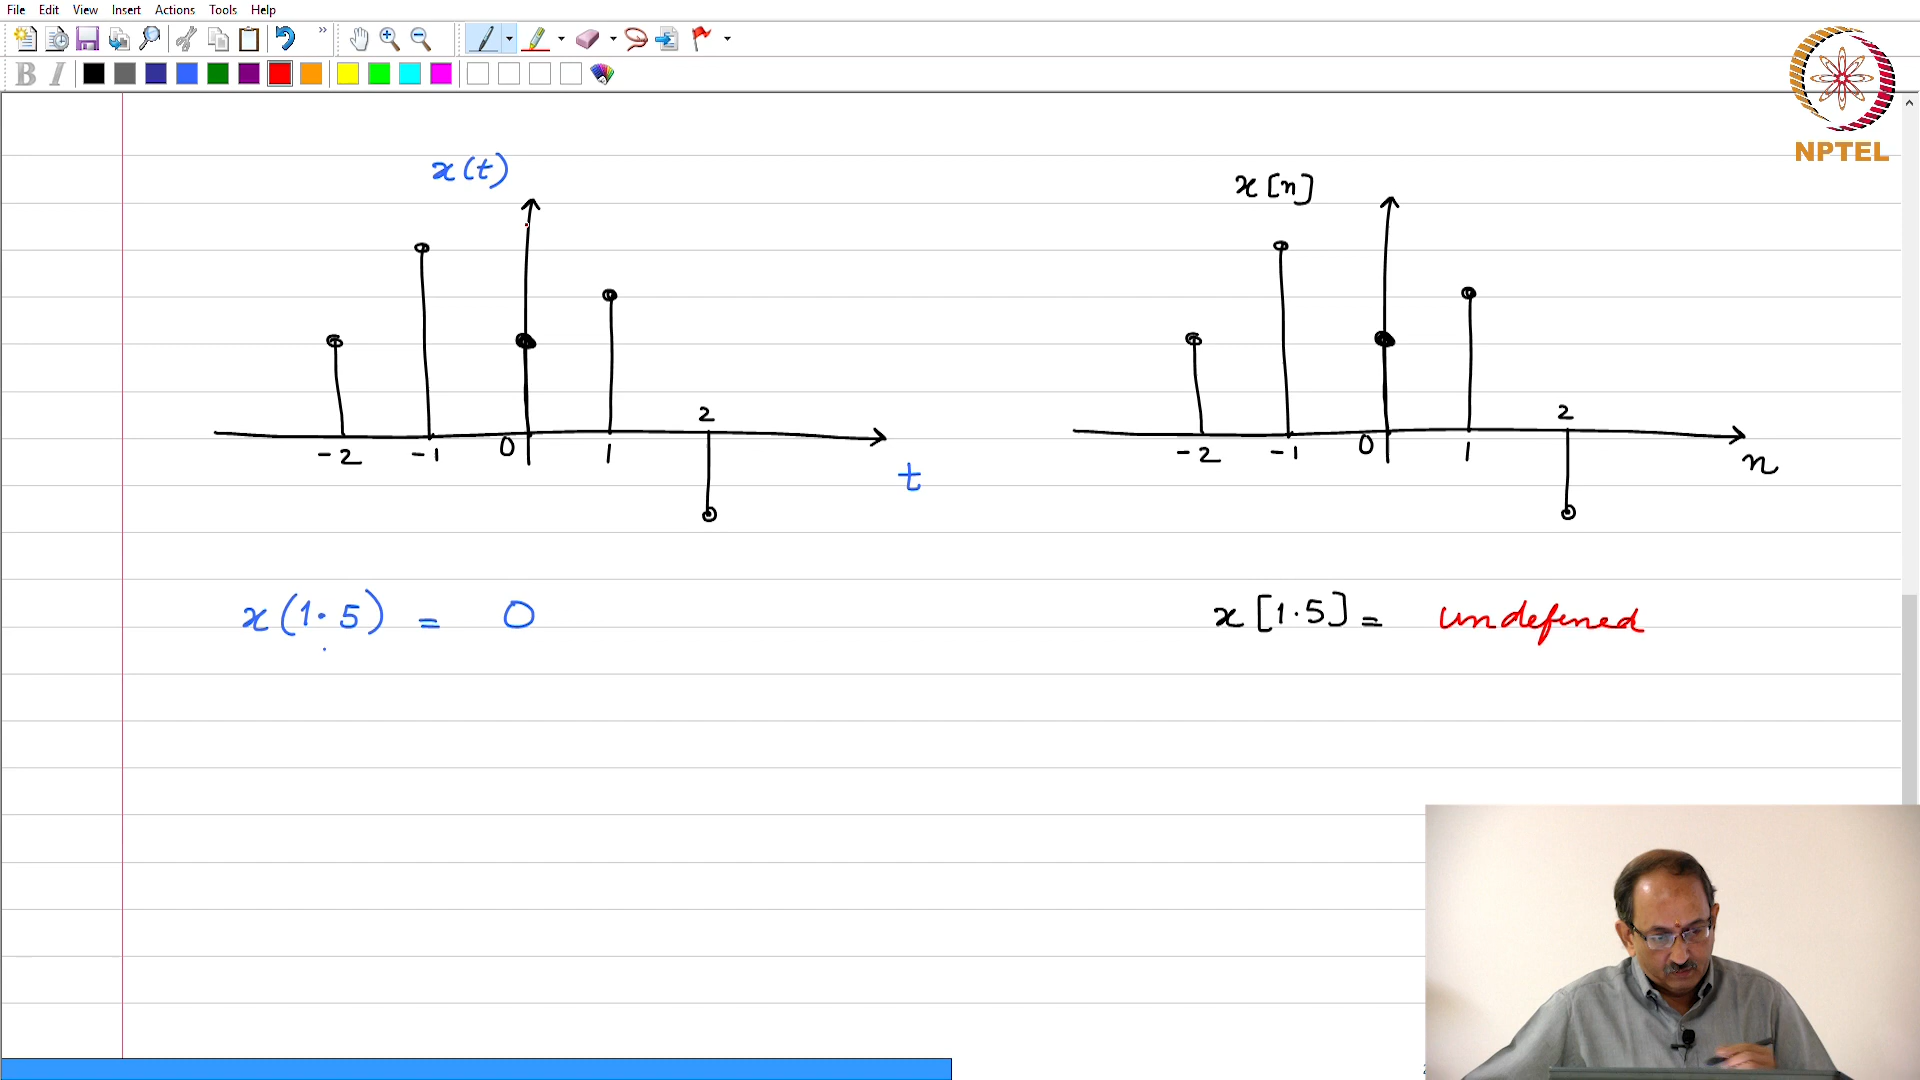 File Edit View Insert Actions Tools Help
B I
NPTEL
x(t)
x[n]
2
2
-2 -1 0 1
-2 -1 0 1
t
n
x(1.5) = 0
x[1.5] = undefined